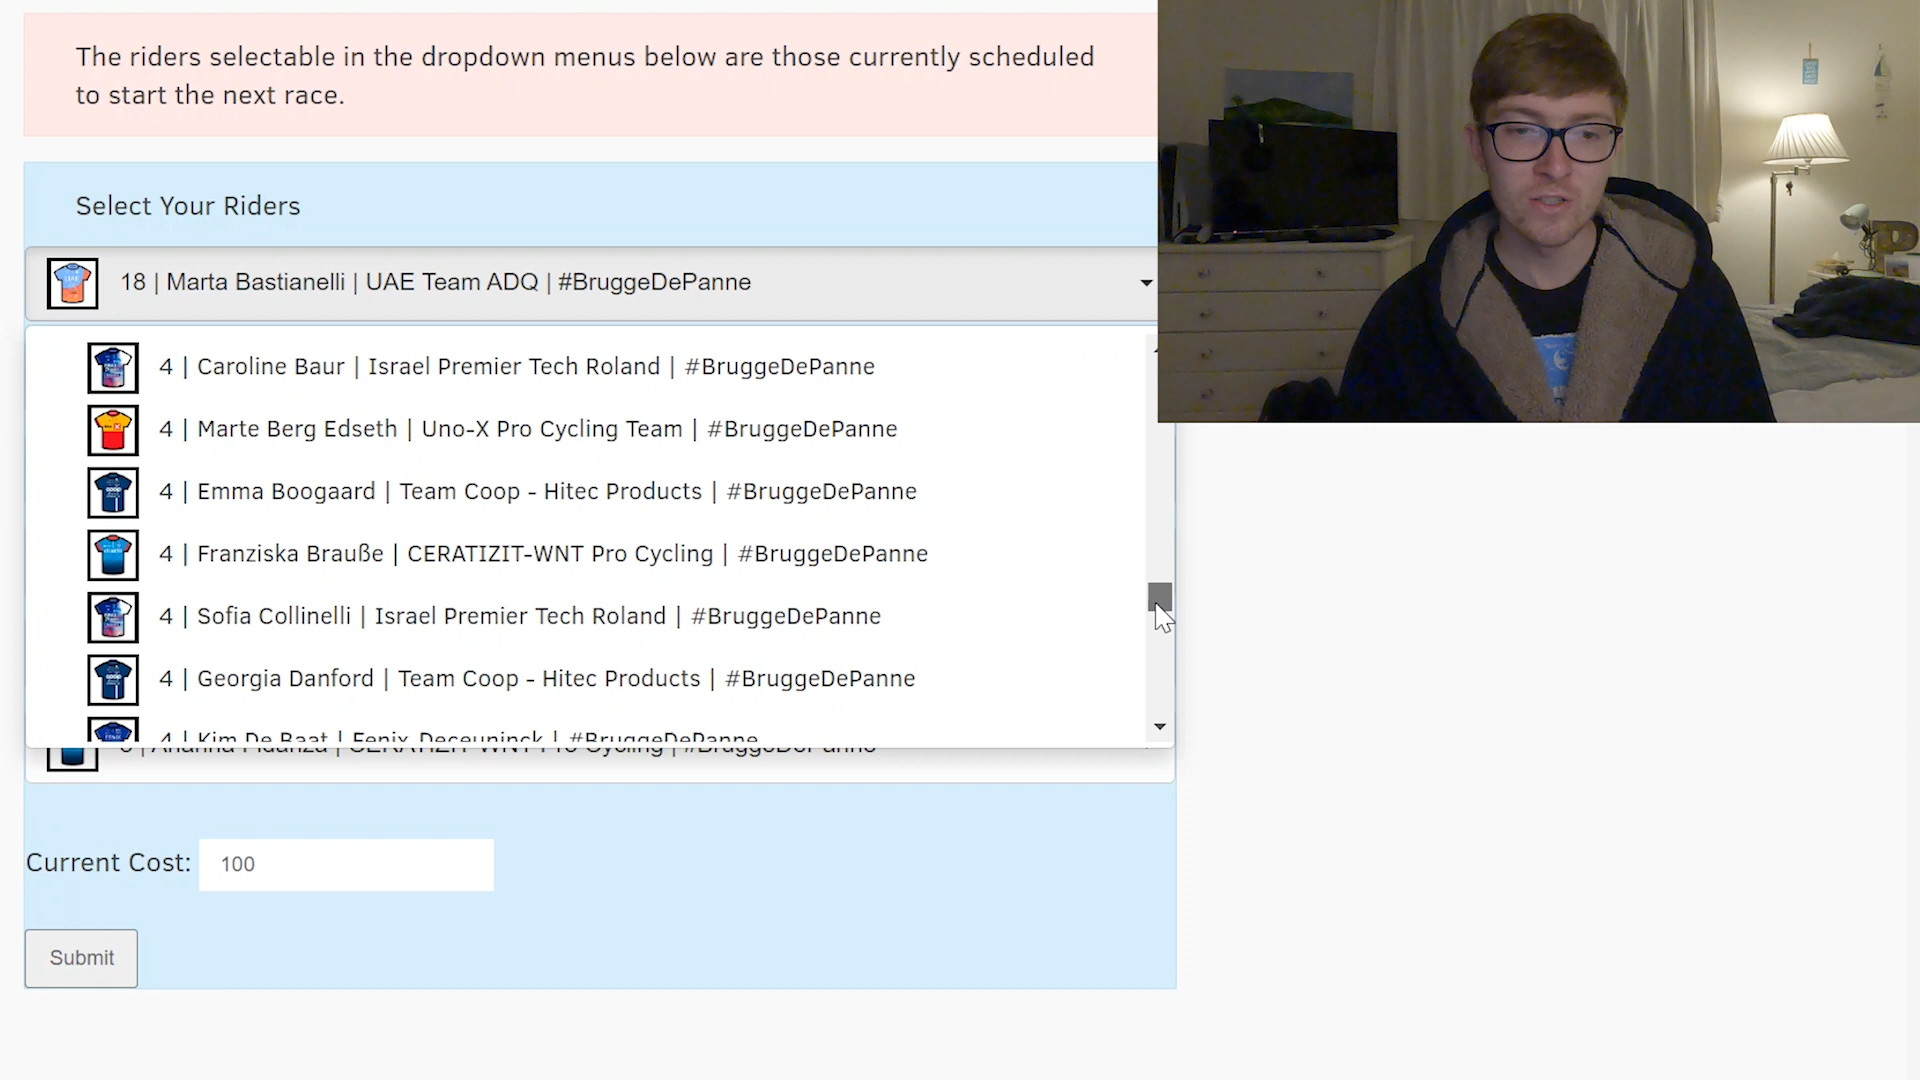 The riders selectable in the dropdown menus below are those currently scheduled
to start the next race.
Select Your Riders
18 | Marta Bastianelli | UAE Team ADQ | #BruggeDePanne
4 | Caroline Baur | Israel Premier Tech Roland | #BruggeDePanne
4 | Marte Berg Edseth | Uno-X Pro Cycling Team | #BruggeDePanne
4 | Emma Boogaard | Team Coop - Hitec Products | #BruggeDePanne
4 | Franziska Brauße | CERATIZIT-WNT Pro Cycling | #BruggeDePanne
4 | Sofia Collinelli | Israel Premier Tech Roland | #BruggeDePanne
4 | Georgia Danford | Team Coop - Hitec Products | #BruggeDePanne
4 | Kim De Baat | Fenix-Deceuninck | #BruggeDePanne
Pro Cycling | #BruggeDePanne
Current Cost: 100
Submit